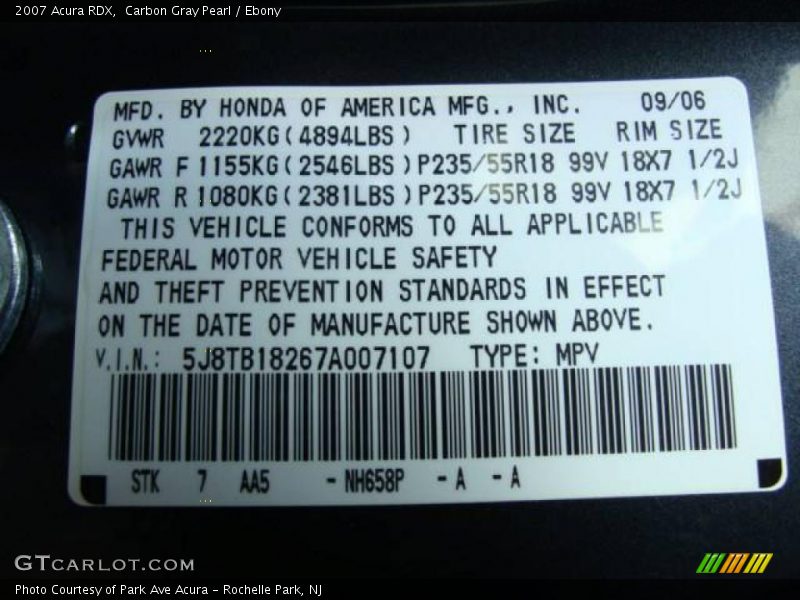 2007 Acura RDX,  Carbon Gray Pearl / Ebony
MFD. BY HONDA OF AMERICA MFG., INC.     09/06
GVWR   2220KG(4894LBS)   TIRE SIZE   RIM SIZE
GAWR F 1155KG(2546LBS)P235/55R18 99V 18X7 1/2J
GAWR R 1080KG(2381LBS)P235/55R18 99V 18X7 1/2J
THIS VEHICLE CONFORMS TO ALL APPLICABLE
FEDERAL MOTOR VEHICLE SAFETY
AND THEFT PREVENTION STANDARDS IN EFFECT
ON THE DATE OF MANUFACTURE SHOWN ABOVE.
V.I.N.: 5J8TB18267A007107   TYPE: MPV
STK   7   AA5     -NH658P   -A  -A
GTCARLOT.COM
Photo Courtesy of Park Ave Acura - Rochelle Park, NJ